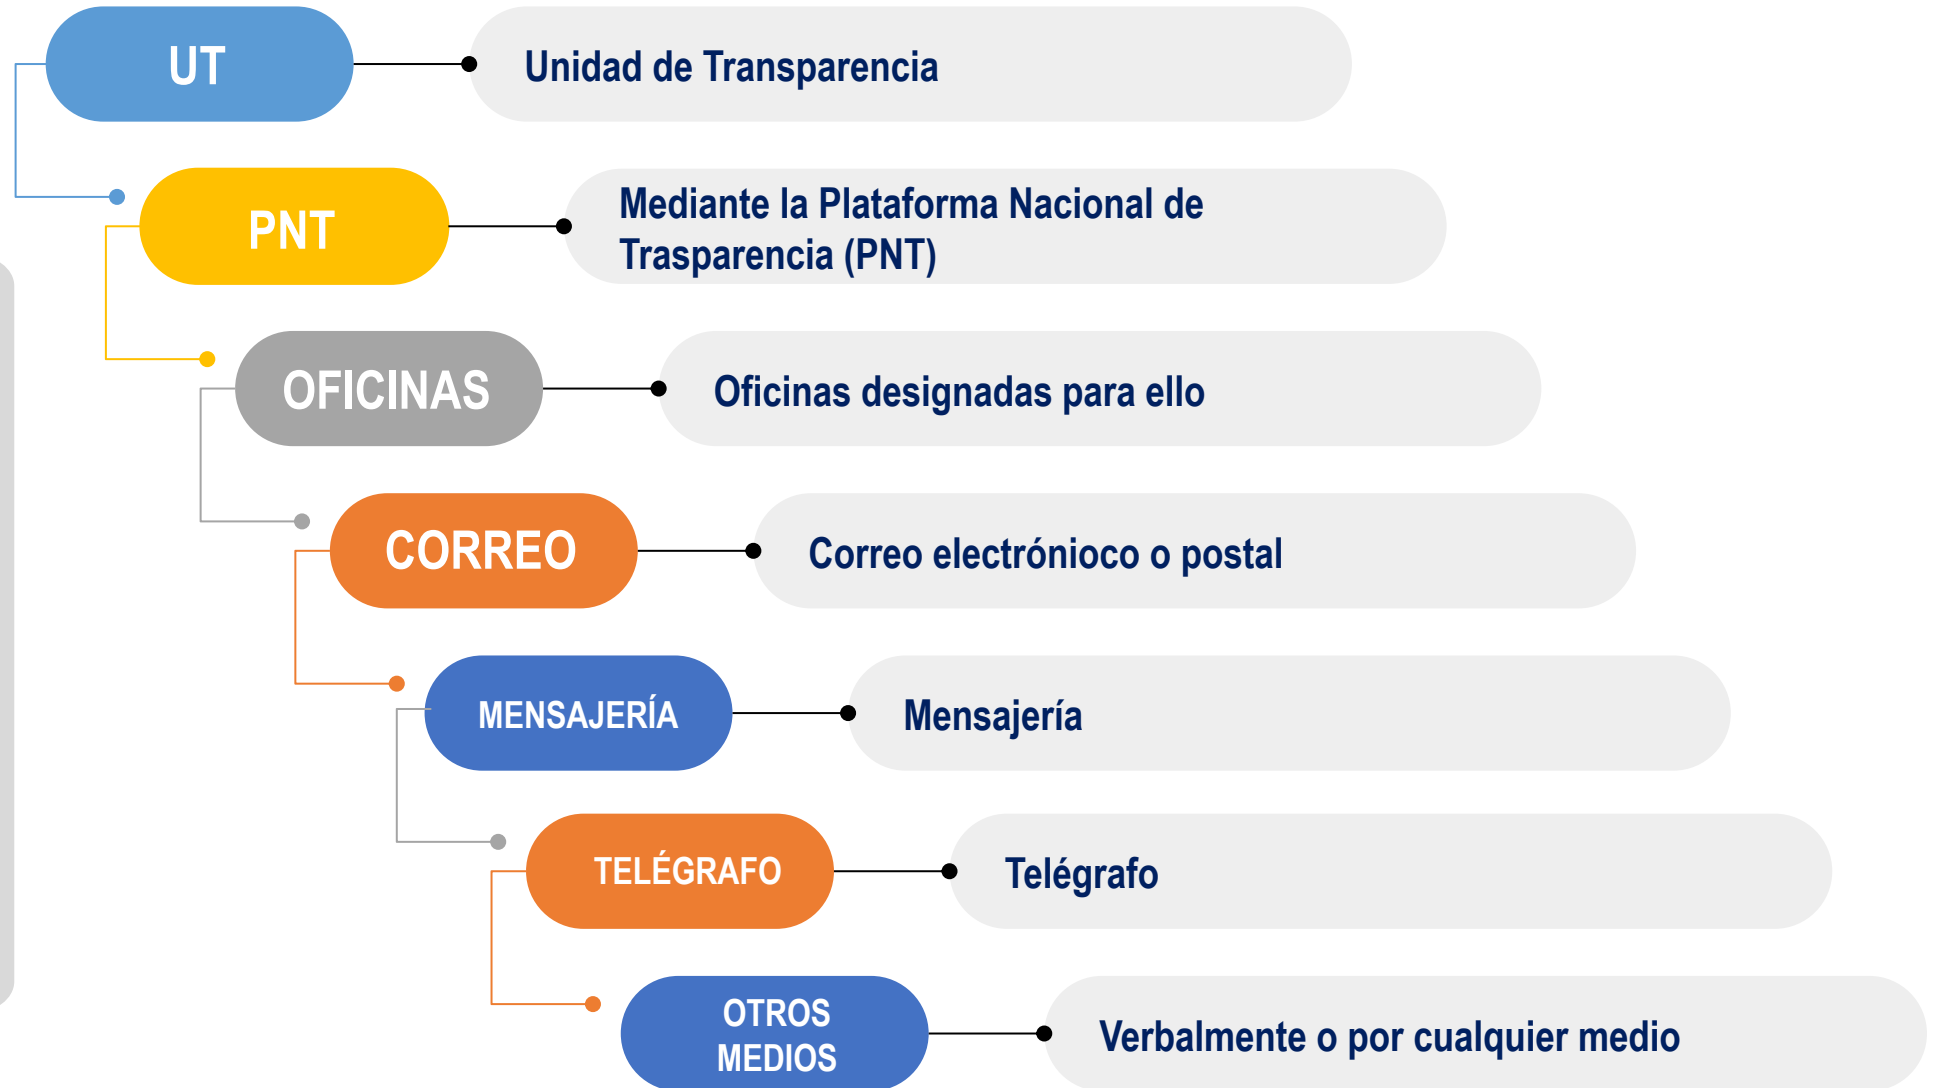 UT
Unidad de Transparencia
PNT
Mediante la Plataforma Nacional de
Trasparencia (PNT)
OFICINAS
Oficinas designadas para ello
CORREO
Correo electrónioco o postal
MENSAJERÍA
Mensajería
TELÉGRAFO
Telégrafo
OTROS
MEDIOS
Verbalmente o por cualquier medio